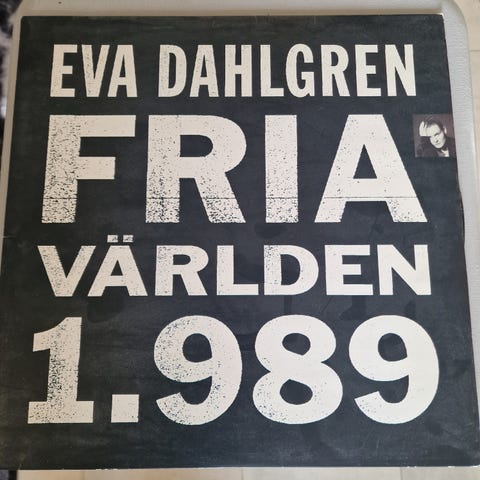 EVA DAHLGREN
FRIA
VÄRLDEN
1.989